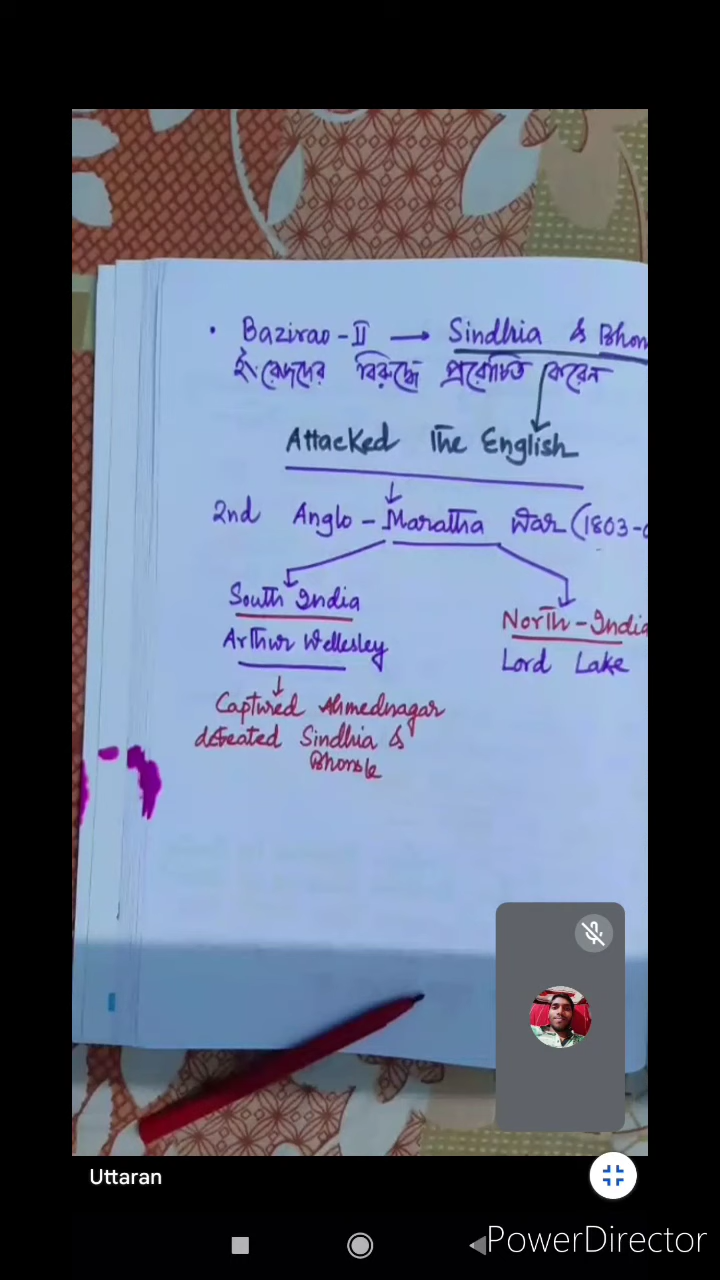 • Bazirao-II → Sindhia & Bhon
ইংরেজদের বিরুদ্ধে প্ররোচিত করেন
Attacked The English
2nd Anglo-Maratha War (1803-0
South India
North-India
Arthur Wellesley
Lord Lake
Captured Ahmednagar
defeated Sindhia &
Bhonsle
Uttaran
PowerDirector